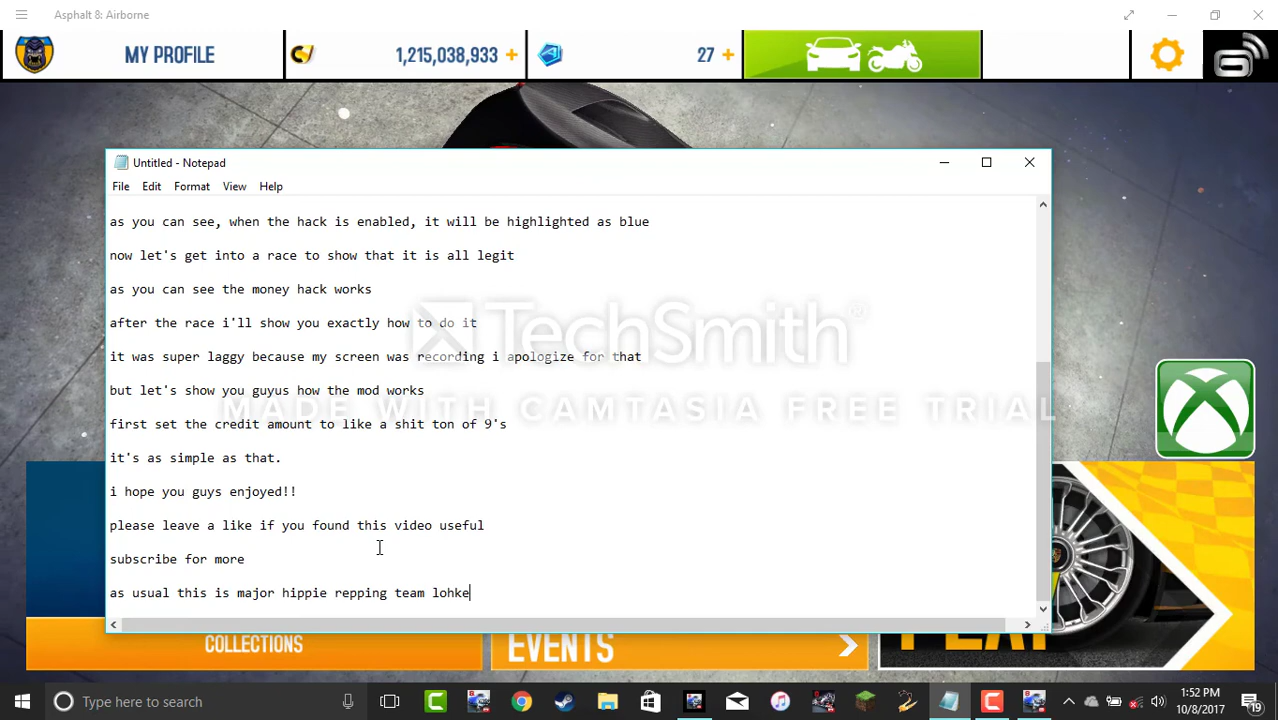 Asphalt 8: Airborne
MY PROFILE
1,215,038,933 +
27 +
Untitled - Notepad
File Edit Format View Help
as you can see, when the hack is enabled, it will be highlighted as blue
now let's get into a race to show that it is all legit
as you can see the money hack works
after the race i'll show you exactly how to do it
it was super laggy because my screen was recording i apologize for that
but let's show you guyus how the mod works
first set the credit amount to like a shit ton of 9's
it's as simple as that.
i hope you guys enjoyed!!
please leave a like if you found this video useful
subscribe for more
as usual this is major hippie repping team lohke
TechSmith®
MADE WITH CAMTASIA FREE TRIAL
COLLECTIONS
EVENTS
PLAY
Type here to search
1:52 PM
10/8/2017
19